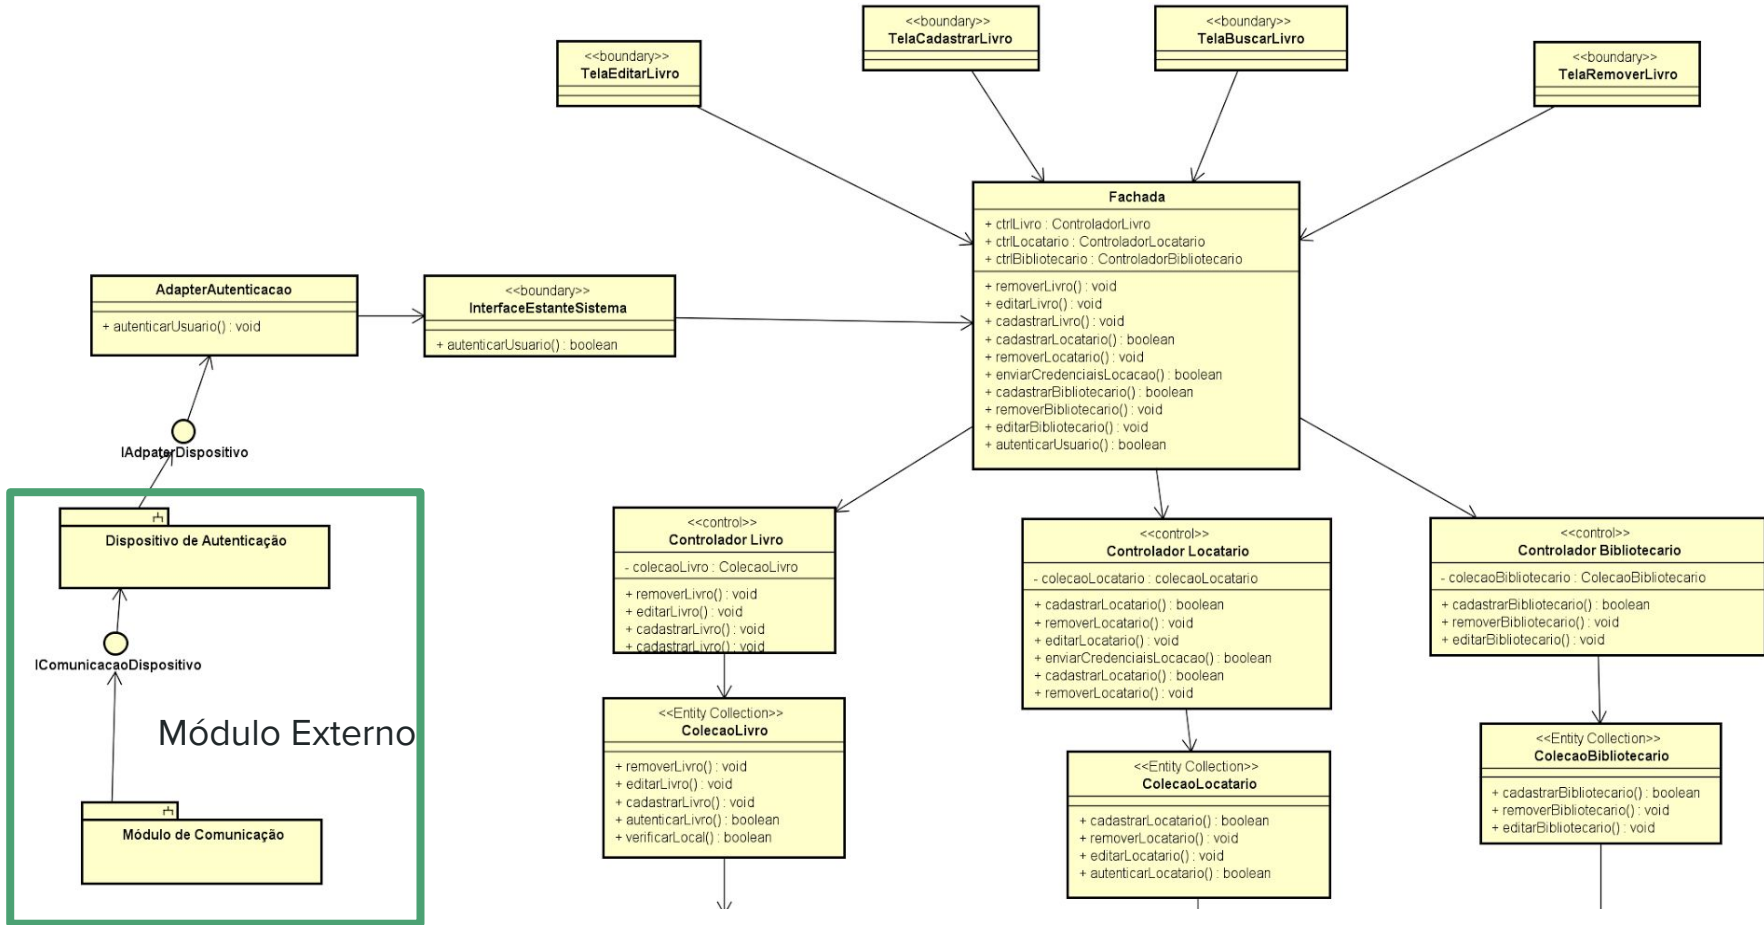 <<boundary>>
TelaEditarLivro
<<boundary>>
TelaCadastrarLivro
<<boundary>>
TelaBuscarLivro
<<boundary>>
TelaRemoverLivro
Fachada
+ ctrlLivro : ControladorLivro
+ ctrlLocatario : ControladorLocatario
+ ctrlBibliotecario : ControladorBibliotecario
+ removerLivro() : void
+ editarLivro() : void
+ cadastrarLivro() : void
+ cadastrarLocatario() : boolean
+ removerLocatario() : void
+ enviarCredenciaisLocacao() : boolean
+ cadastrarBibliotecario() : boolean
+ removerBibliotecario() : void
+ editarBibliotecario() : void
+ autenticarUsuario() : boolean
AdapterAutenticacao
+ autenticarUsuario() : void
<<boundary>>
InterfaceEstanteSistema
+ autenticarUsuario() : boolean
IAdpaterDispositivo
Dispositivo de Autenticação
IComunicacaoDispositivo
Módulo Externo
Módulo de Comunicação
<<control>>
Controlador Livro
- colecaoLivro : ColecaoLivro
+ removerLivro() : void
+ editarLivro() : void
+ cadastrarLivro() : void
+ cadastrarLivro() : void
<<Entity Collection>>
ColecaoLivro
+ removerLivro() : void
+ editarLivro() : void
+ cadastrarLivro() : void
+ autenticarLivro() : boolean
+ verificarLocal() : boolean
<<control>>
Controlador Locatario
- colecaoLocatario : colecaoLocatario
+ cadastrarLocatario() : boolean
+ removerLocatario() : void
+ editarLocatario() : void
+ enviarCredenciaisLocacao() : boolean
+ cadastrarLocatario() : boolean
+ removerLocatario() : void
<<Entity Collection>>
ColecaoLocatario
+ cadastrarLocatario() : boolean
+ removerLocatario() : void
+ editarLocatario() : void
+ autenticarLocatario() : boolean
<<control>>
Controlador Bibliotecario
- colecaoBibliotecario : ColecaoBibliotecario
+ cadastrarBibliotecario() : boolean
+ removerBibliotecario() : void
+ editarBibliotecario() : void
<<Entity Collection>>
ColecaoBibliotecario
+ cadastrarBibliotecario() : boolean
+ removerBibliotecario() : void
+ editarBibliotecario() : void